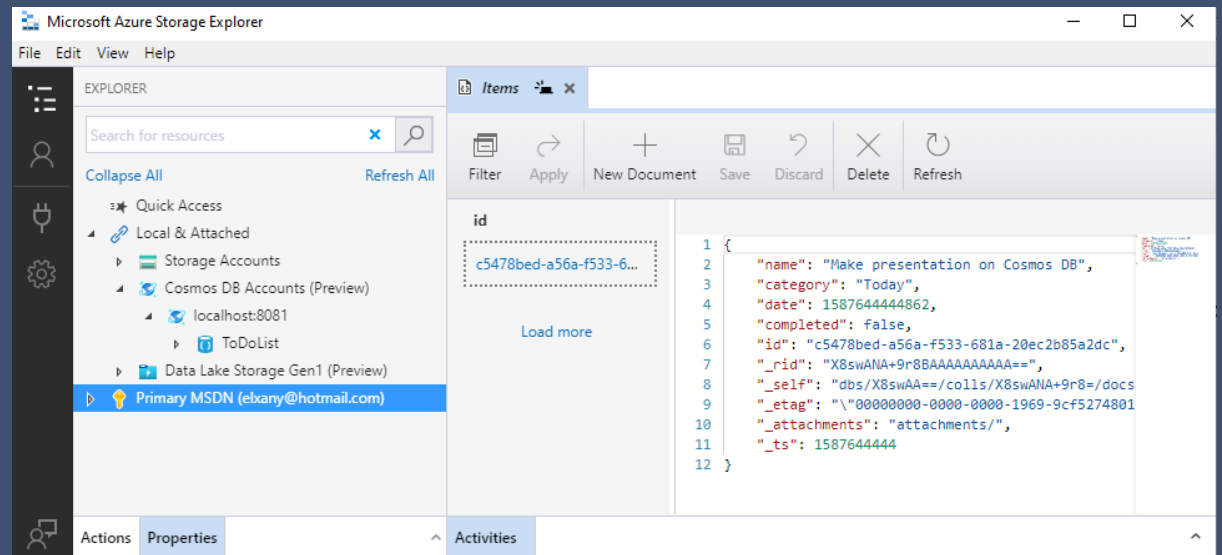 Microsoft Azure Storage Explorer
File Edit View Help
EXPLORER
Search for resources
Collapse All Refresh All
Quick Access
Local & Attached
Storage Accounts
Cosmos DB Accounts (Preview)
localhost:8081
ToDoList
Data Lake Storage Gen1 (Preview)
Primary MSDN (elxany@hotmail.com)
Actions Properties
Items
Filter Apply New Document Save Discard Delete Refresh
id
c5478bed-a56a-f533-6...
Load more
1 {
2 "name": "Make presentation on Cosmos DB",
3 "category": "Today",
4 "date": 1587644444862,
5 "completed": false,
6 "id": "c5478bed-a56a-f533-681a-20ec2b85a2dc",
7 "_rid": "X8swANA+9r8BAAAAAAAAAA==",
8 "_self": "dbs/X8swAA==/colls/X8swANA+9r8=/docs
9 "_etag": "\"00000000-0000-0000-1969-9cf5274801
10 "_attachments": "attachments/",
11 "_ts": 1587644444
12 }
Activities